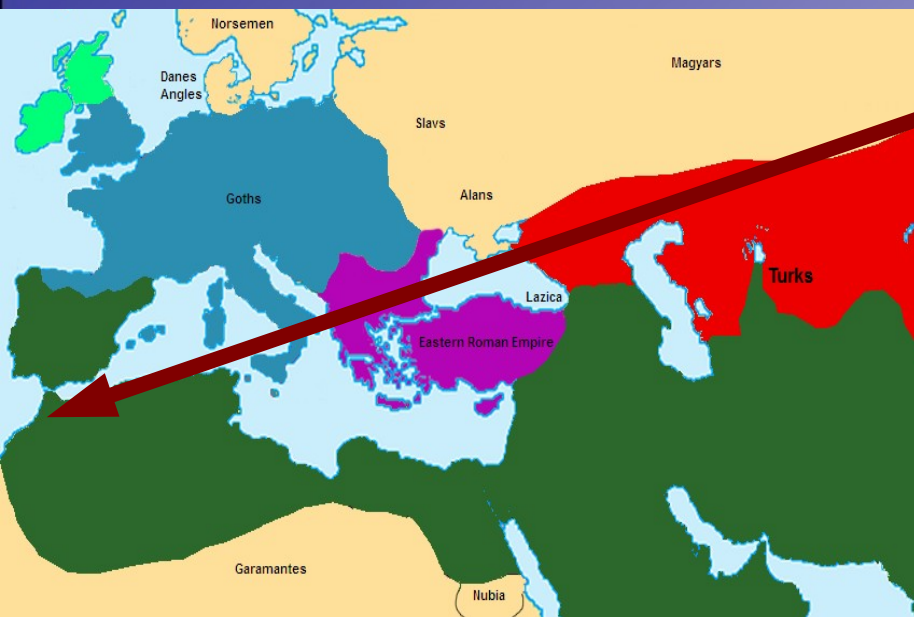 Norsemen
Magyars
Danes
Angles
Slavs
Goths
Alans
Turks
Lazica
Eastern Roman Empire
Garamantes
Nubia